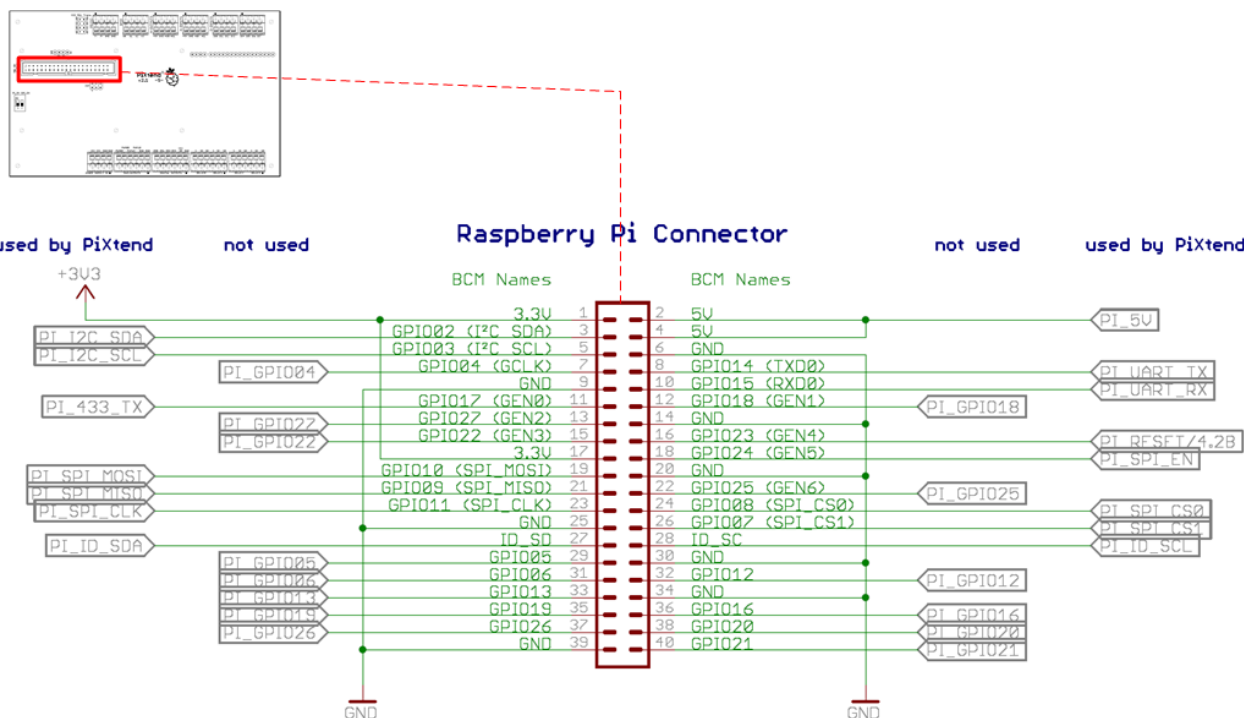 Raspberry Pi Connector
used by PiXtend not used not used used by PiXtend
+3V3
BCM Names BCM Names
3.3V 1 2 5V PI_5V
PI_I2C_SDA GPIO02 (I²C SDA) 3 4 5V
PI_I2C_SCL GPIO03 (I²C SCL) 5 6 GND
PI_GPIO04 GPIO04 (GCLK) 7 8 GPIO14 (TXD0) PI_UART_TX
GND 9 10 GPIO15 (RXD0) PI_UART_RX
PI_433_TX GPIO17 (GEN0) 11 12 GPIO18 (GEN1) PI_GPIO18
PI_GPIO27 GPIO27 (GEN2) 13 14 GND
PI_GPIO22 GPIO22 (GEN3) 15 16 GPIO23 (GEN4) PI_RESET/4.2B
3.3V 17 18 GPIO24 (GEN5) PI_SPI_EN
PI_SPI_MOSI GPIO10 (SPI_MOSI) 19 20 GND
PI_SPI_MISO GPIO09 (SPI_MISO) 21 22 GPIO25 (GEN6) PI_GPIO25
PI_SPI_CLK GPIO11 (SPI_CLK) 23 24 GPIO08 (SPI_CS0) PI_SPI_CS0
GND 25 26 GPIO07 (SPI_CS1) PI_SPI_CS1
PI_ID_SDA ID_SD 27 28 ID_SC PI_ID_SCL
PI_GPIO05 GPIO05 29 30 GND
PI_GPIO06 GPIO06 31 32 GPIO12 PI_GPIO12
PI_GPIO13 GPIO13 33 34 GND
PI_GPIO19 GPIO19 35 36 GPIO16 PI_GPIO16
PI_GPIO26 GPIO26 37 38 GPIO20 PI_GPIO20
GND 39 40 GPIO21 PI_GPIO21
GND GND